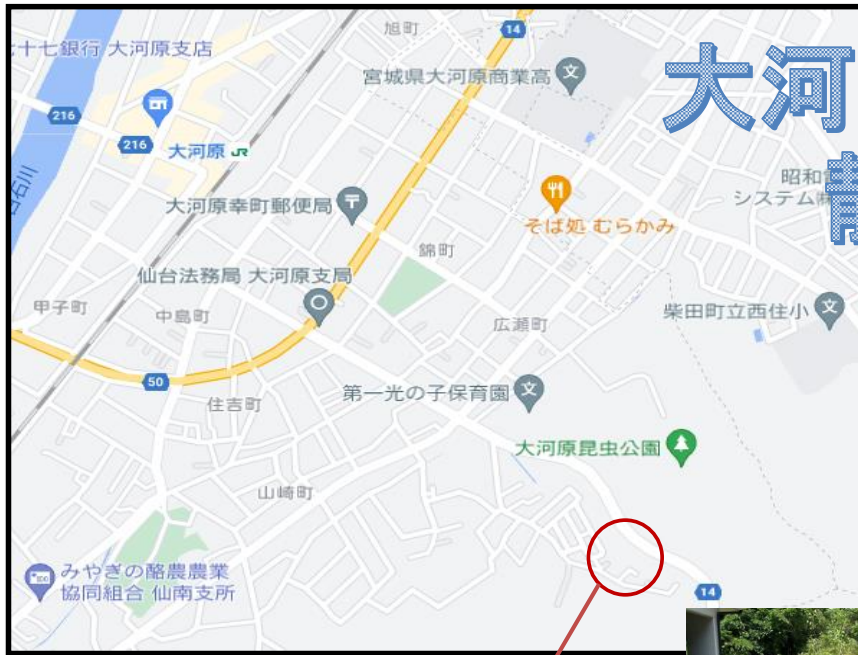 旭町
14
七十七銀行 大河原支店
宮城県大河原商業高
大河
216
216
大河原 JR
昭和
システム㈱
白石川
大河原幸町郵便局
そば処 むらかみ
錦町
仙台法務局 大河原支局
甲子町
中島町
広瀬町
柴田町立西住小
50
第一光の子保育園
住吉町
大河原昆虫公園
山崎町
みやぎの酪農農業
協同組合 仙南支所
14